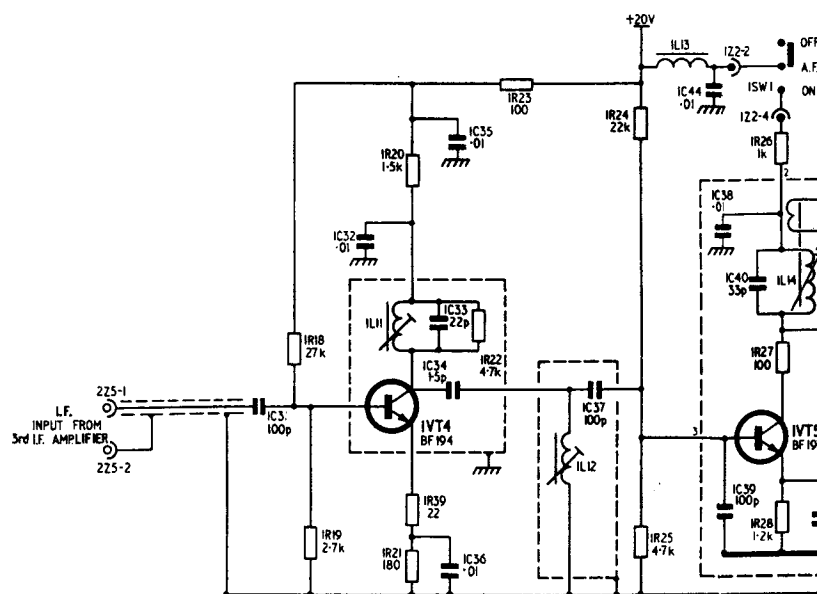 +20V
1L13
1Z2-2
OFF
A.F.
1C44
.01
1SW1
ON
1Z2-4
1R23
100
1R24
22k
1C35
.01
1R20
1.5k
1R26
1k
2
1C38
.01
1C32
.01
1C40
33p
1L14
1L11
1C33
22p
1R18
27k
1R22
4.7k
1C34
1.5p
1R27
100
2Z5-1
I.F.
INPUT FROM
3rd I.F. AMPLIFIER
2Z5-2
1C3
100p
1VT4
BF194
1C37
100p
1L12
3
1VT5
BF19
1R39
22
1C39
100p
1R28
1.2k
1R19
2.7k
1R21
180
1C36
.01
1R25
4.7k